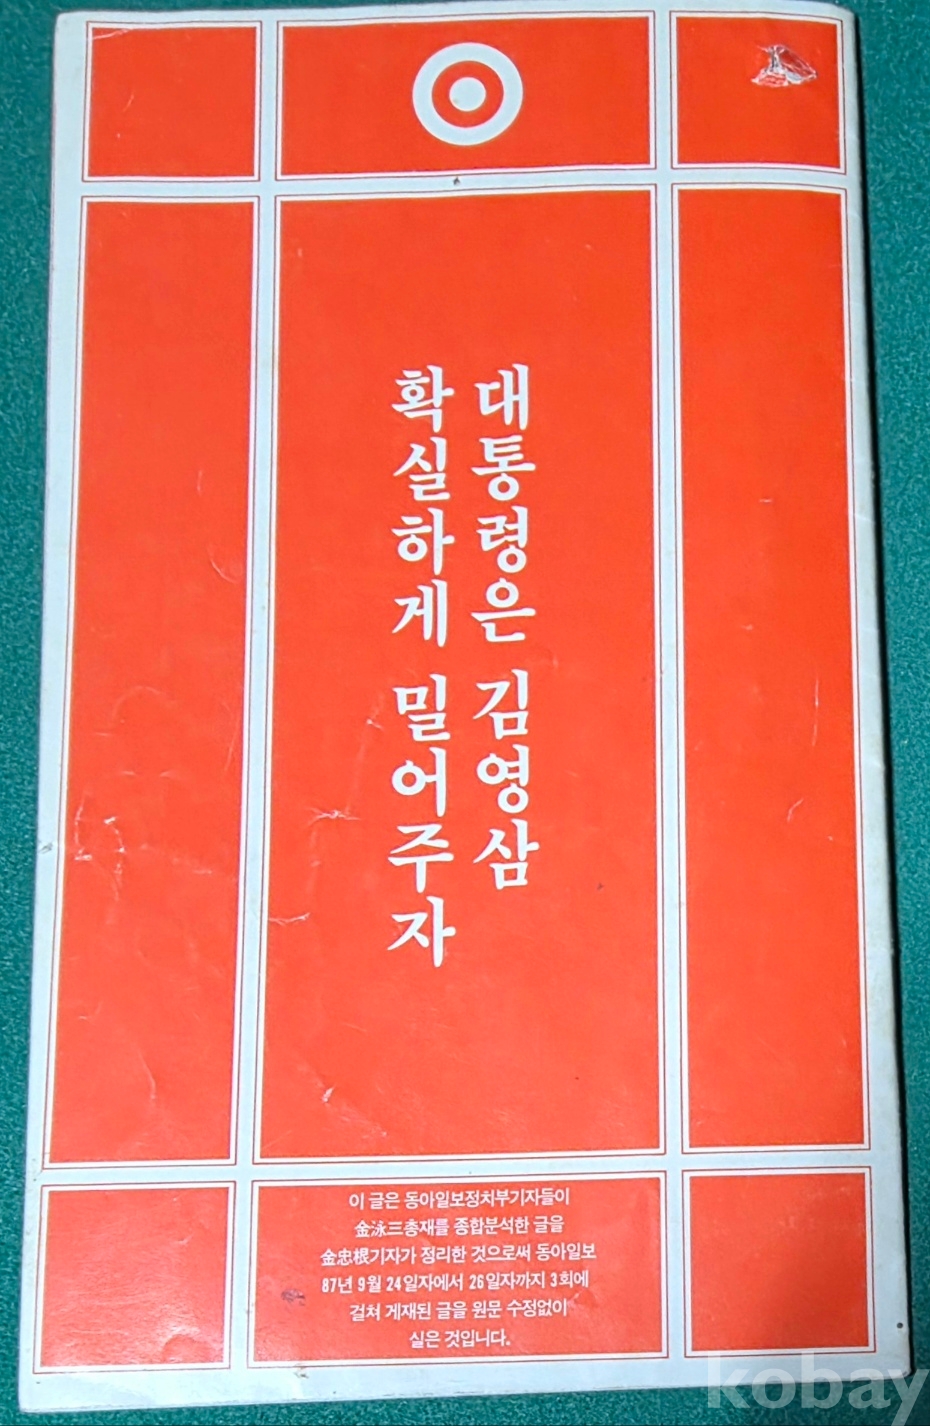 대통령은 김영삼
확실하게 밀어주자
이 글은 동아일보정치부기자들이
金泳三총재를 종합분석한 글을
金忠根기자가 정리한 것으로써 동아일보
87년 9월 24일자에서 26일자까지 3회에
걸쳐 게재된 글을 원문 수정없이
실은 것입니다.
kobay